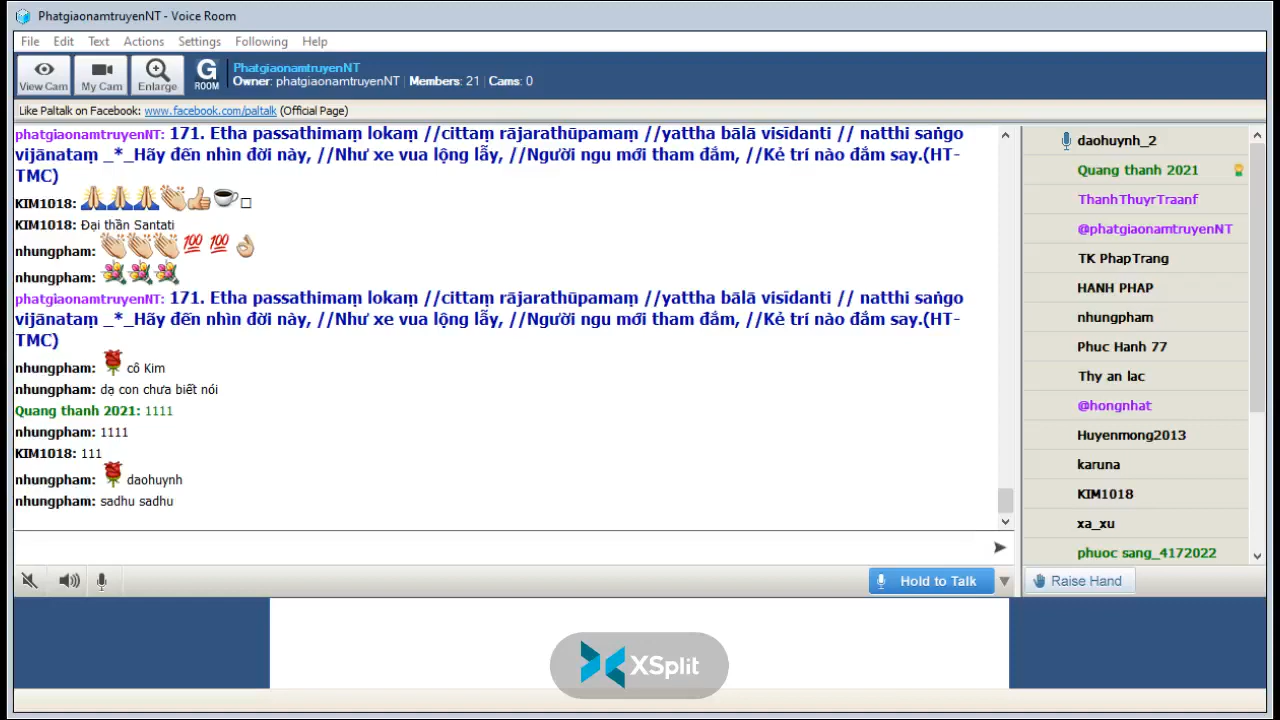 PhatgiaonamtruyenNT - Voice Room
File Edit Text Actions Settings Following Help
View Cam My Cam Enlarge G ROOM
PhatgiaonamtruyenNT
Owner: phatgiaonamtruyenNT Members: 21 Cams: 0
Like Paltalk on Facebook: www.facebook.com/paltalk (Official Page)
phatgiaonamtruyenNT: 171. Etha passathimaṃ lokaṃ //cittaṃ rājarathūpamaṃ //yattha bālā visīdanti // natthi saṅgo
vijānataṃ _*_Hãy đến nhìn đời này, //Như xe vua lộng lẫy, //Người ngu mới tham đắm, //Kẻ trí nào đắm say.(HT-
TMC)
KIM1018:
KIM1018: Đại thần Santati
nhungpham: 100 100
nhungpham:
phatgiaonamtruyenNT: 171. Etha passathimaṃ lokaṃ //cittaṃ rājarathūpamaṃ //yattha bālā visīdanti // natthi saṅgo
vijānataṃ _*_Hãy đến nhìn đời này, //Như xe vua lộng lẫy, //Người ngu mới tham đắm, //Kẻ trí nào đắm say.(HT-
TMC)
nhungpham: cô Kim
nhungpham: dạ con chưa biết nói
Quang thanh 2021: 1111
nhungpham: 1111
KIM1018: 111
nhungpham: daohuynh
nhungpham: sadhu sadhu
Hold to Talk
daohuynh_2
Quang thanh 2021
ThanhThuyrTraanf
@phatgiaonamtruyenNT
TK PhapTrang
HANH PHAP
nhungpham
Phuc Hanh 77
Thy an lac
@hongnhat
Huyenmong2013
karuna
KIM1018
xa_xu
phuoc sang_4172022
Raise Hand
XSplit